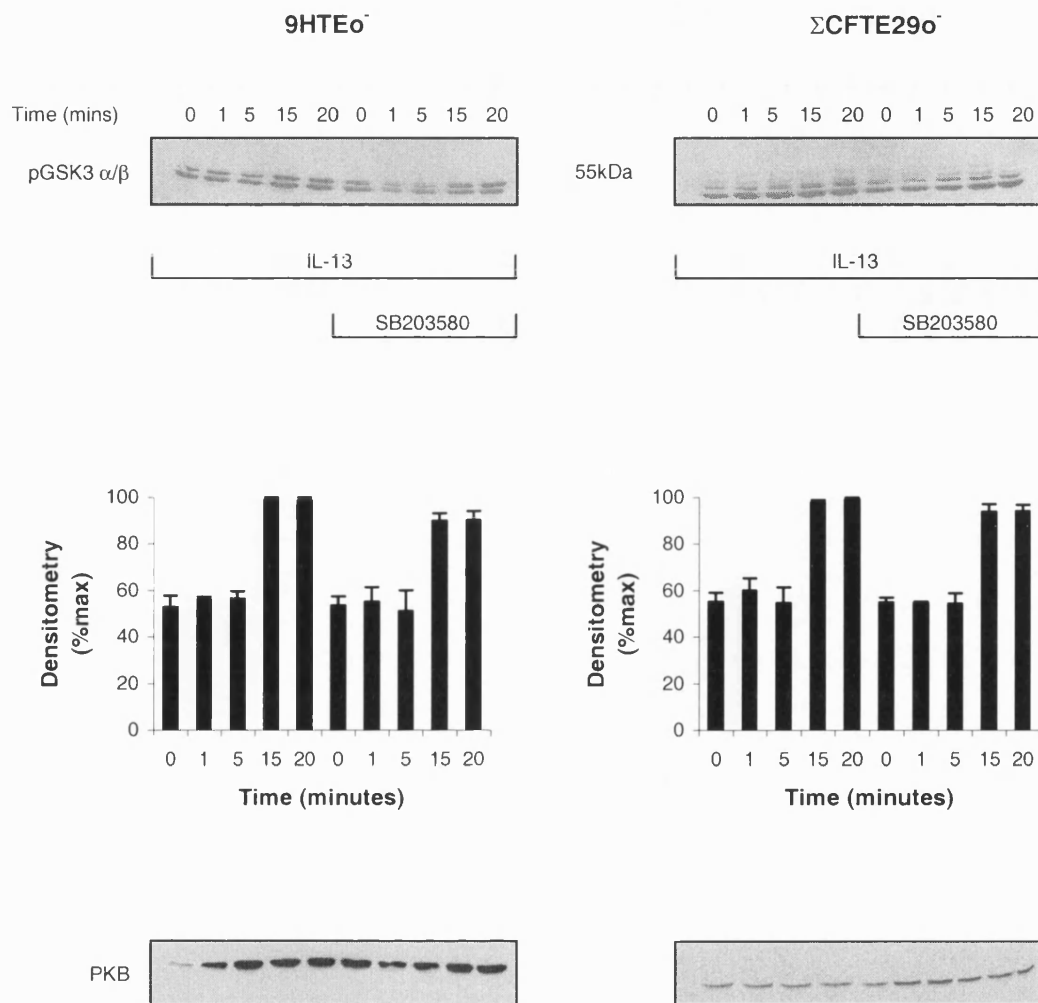 9HTEo⁻
ΣCFTE29o⁻
Time (mins) 0 1 5 15 20 0 1 5 15 20
0 1 5 15 20 0 1 5 15 20
pGSK3 α/β
55kDa
IL-13
IL-13
SB203580
SB203580
Densitometry
(%max)
100
80
60
40
20
0
0 1 5 15 20 0 1 5 15 20
Time (minutes)
Densitometry
(%max)
100
80
60
40
20
0
0 1 5 15 20 0 1 5 15 20
Time (minutes)
PKB